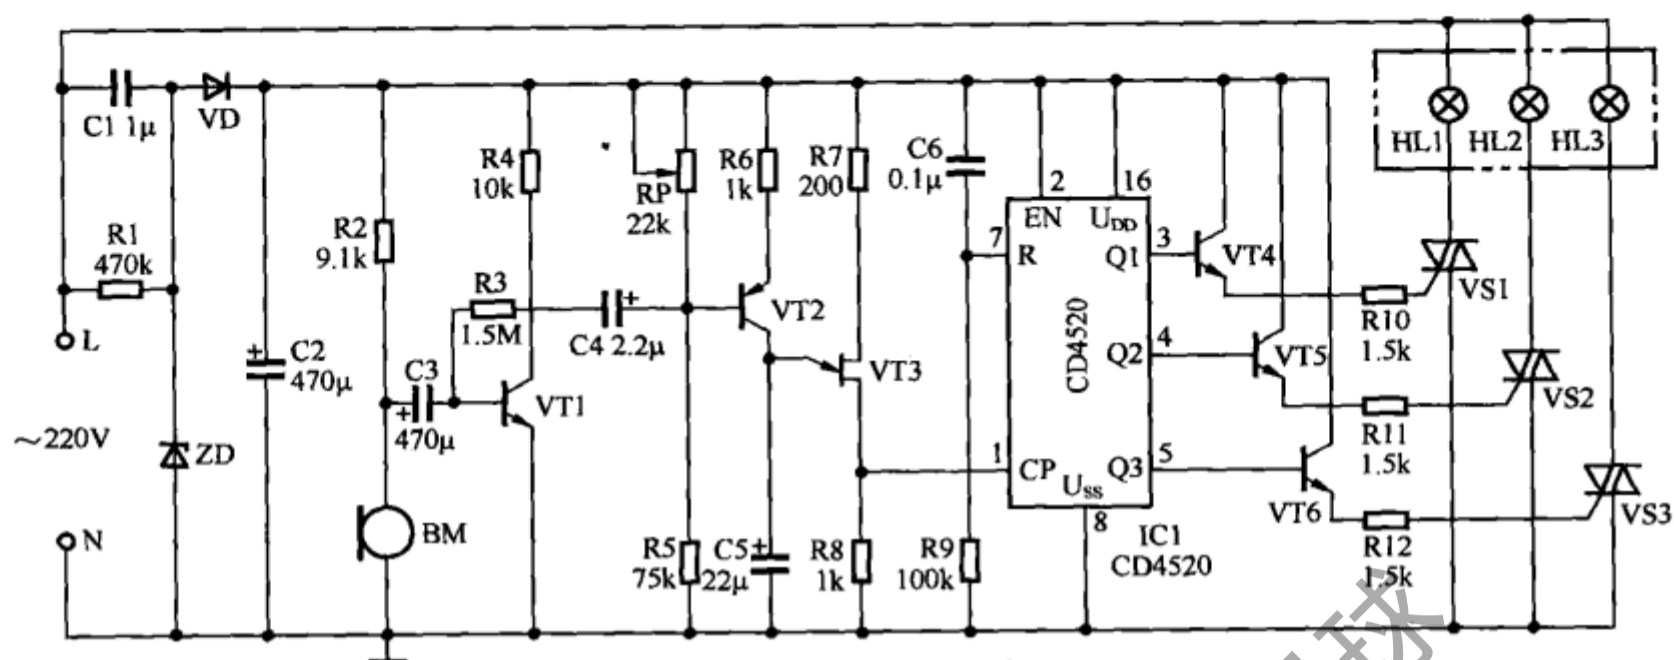 C1 1μ
VD
R1
470k
L
~220V
N
ZD
C2
470μ
R2
9.1k
C3
470μ
BM
R3
1.5M
R4
10k
VT1
C4 2.2μ
RP
22k
R5
75k
R6
1k
VT2
C5
22μ
R7
200
VT3
R8
1k
C6
0.1μ
R9
100k
2
16
EN
U_DD
7
R
Q1
3
CD4520
Q2
4
1
CP
Q3
5
U_SS
8
IC1
CD4520
VT4
VT5
VT6
R10
1.5k
R11
1.5k
R12
1.5k
HL1
HL2
HL3
VS1
VS2
VS3
球